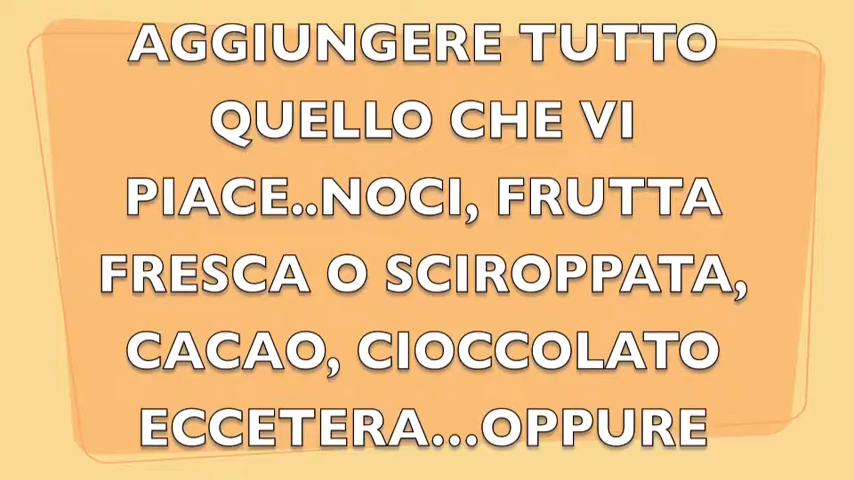 AGGIUNGERE TUTTO
QUELLO CHE VI
PIACE..NOCI, FRUTTA
FRESCA O SCIROPPATA,
CACAO, CIOCCOLATO
ECCETERA...OPPURE